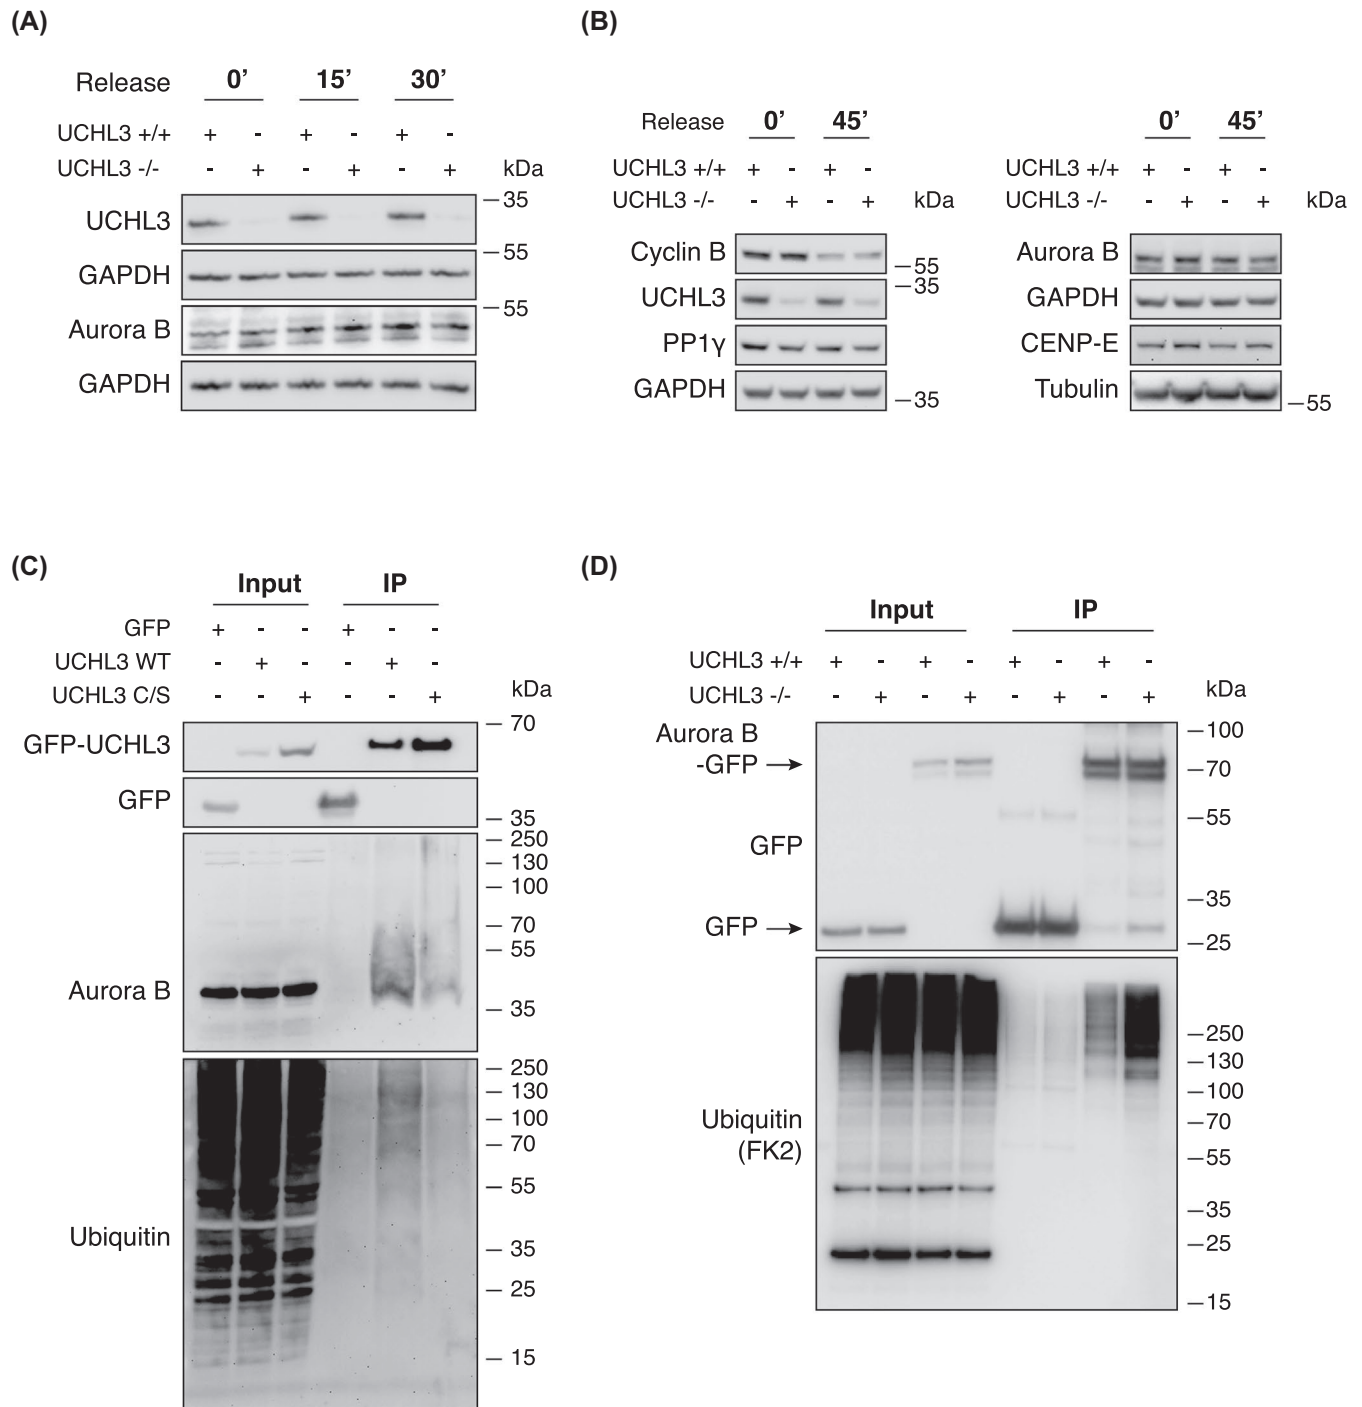 (A)
Release 0’ 15’ 30’
UCHL3 +/+ + - + - + -
UCHL3 -/- - + - + - + kDa
UCHL3 35
GAPDH 55
Aurora B 55
GAPDH
(B)
Release 0’ 45’
UCHL3 +/+ + - + -
UCHL3 -/- - + - + kDa
Cyclin B 55
UCHL3 35
PP1γ
GAPDH 35
0’ 45’
UCHL3 +/+ + - + -
UCHL3 -/- - + - + kDa
Aurora B
GAPDH
CENP-E
Tubulin 55
(C)
Input IP
GFP + - - + - -
UCHL3 WT - + - - + -
UCHL3 C/S - - + - - + kDa
70
GFP-UCHL3
GFP
35
250
130
100
70
55
Aurora B
35
250
130
100
70
55
Ubiquitin
35
25
15
(D)
Input IP
UCHL3 +/+ + - + - + - + -
UCHL3 -/- - + - + - + - + kDa
Aurora B
-GFP
100
70
55
GFP
35
GFP
25
250
130
100
70
Ubiquitin
(FK2)
55
35
25
15